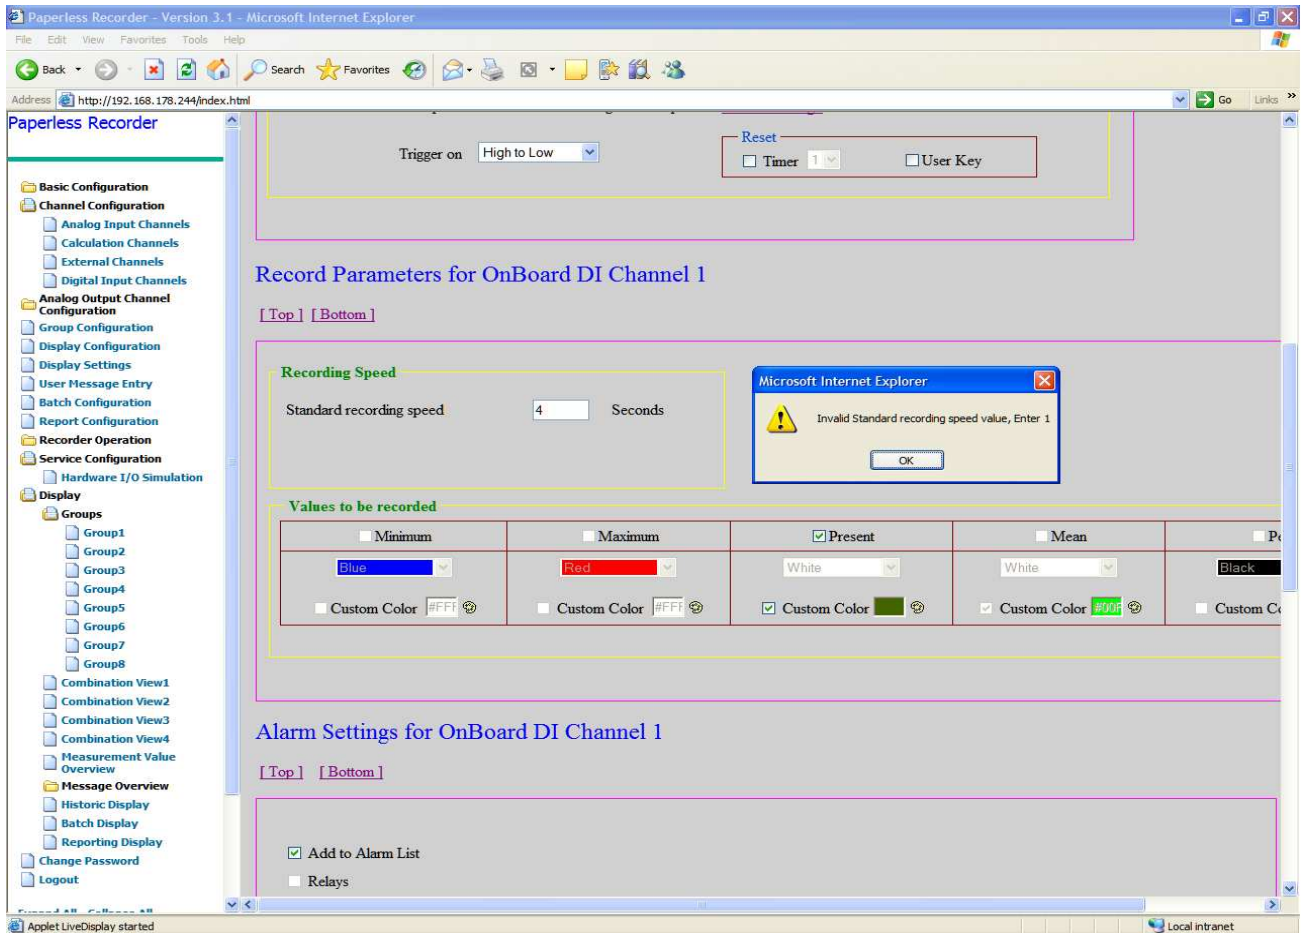 Paperless Recorder - Version 3.1 - Microsoft Internet Explorer
File Edit View Favorites Tools Help
Back Search Favorites
Address http://192.168.178.244/index.html Go Links »
Paperless Recorder
Basic Configuration
Channel Configuration
Analog Input Channels
Calculation Channels
External Channels
Digital Input Channels
Analog Output Channel
Configuration
Group Configuration
Display Configuration
Display Settings
User Message Entry
Batch Configuration
Report Configuration
Recorder Operation
Service Configuration
Hardware I/O Simulation
Display
Groups
Group1
Group2
Group3
Group4
Group5
Group6
Group7
Group8
Combination View1
Combination View2
Combination View3
Combination View4
Measurement Value
Overview
Message Overview
Historic Display
Batch Display
Reporting Display
Change Password
Logout
Trigger on High to Low
Reset
Timer 1 User Key
Record Parameters for OnBoard DI Channel 1
[ Top ] [ Bottom ]
Recording Speed
Standard recording speed 4 Seconds
Microsoft Internet Explorer
Invalid Standard recording speed value, Enter 1
OK
Values to be recorded
Minimum Maximum Present Mean
Blue Red White White Black
Custom Color #FFF Custom Color #FFF Custom Color Custom Color #00F Custom
Alarm Settings for OnBoard DI Channel 1
[ Top ] [ Bottom ]
Add to Alarm List
Relays
Applet LiveDisplay started Local intranet